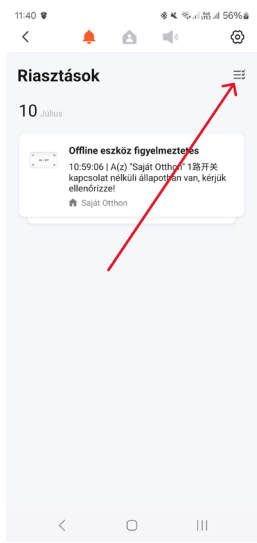 11:40
56%
Riasztások
10 Július
Offline eszköz figyelmeztetés
10:59:06 | A(z) "Saját Otthon" 1路开关
kapcsolat nélküli állapotban van, kérjük
ellenőrizze!
Saját Otthon